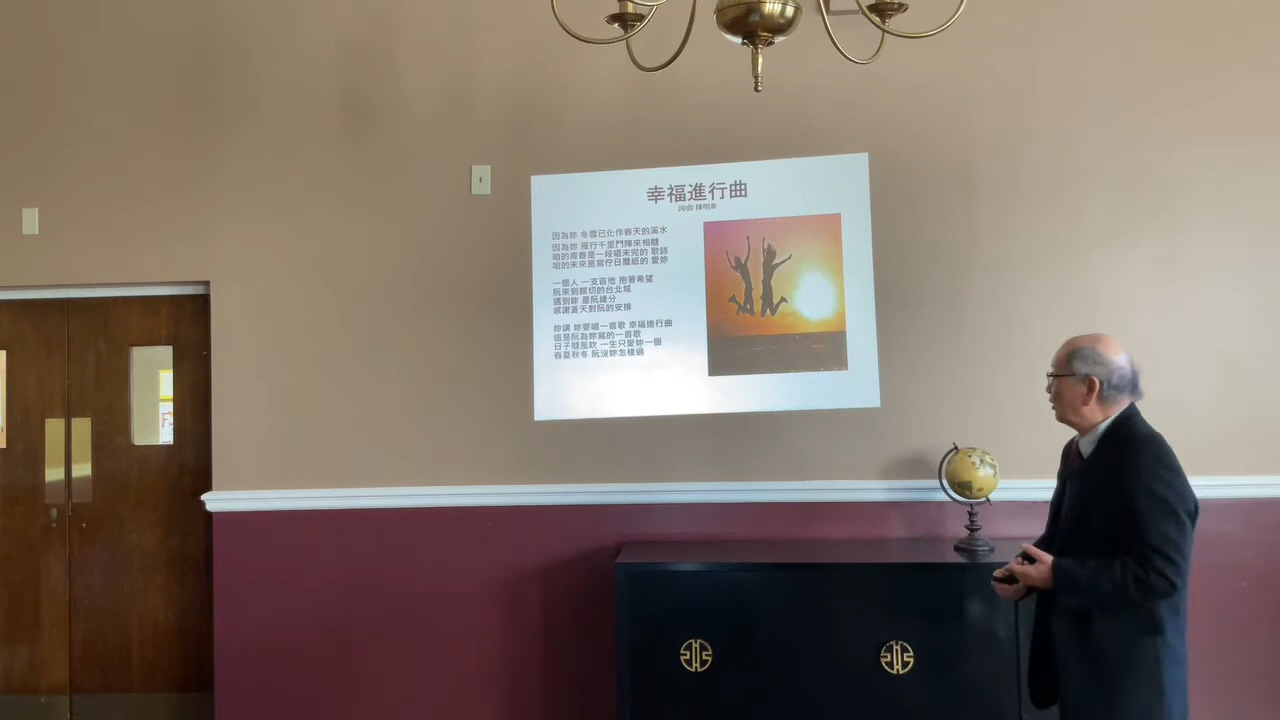 幸福進行曲
詞/曲 陳明章
因為妳 冬雪已化作春天的溪水
因為妳 雁行千里鬥陣來相隨
咱的青春是一段唱未完的 歌詩
咱的未來是寫佇日曆紙的 愛妳
一個人 一支吉他 抱著希望
阮來到親切的台北城
遇到妳 是阮緣分
感謝蒼天對阮的安排
妳講 妳要唱一首歌 幸福進行曲
這是阮為妳寫的一首歌
日子隨風吹 一生只愛妳一個
春夏秋冬 阮沒妳怎樣過